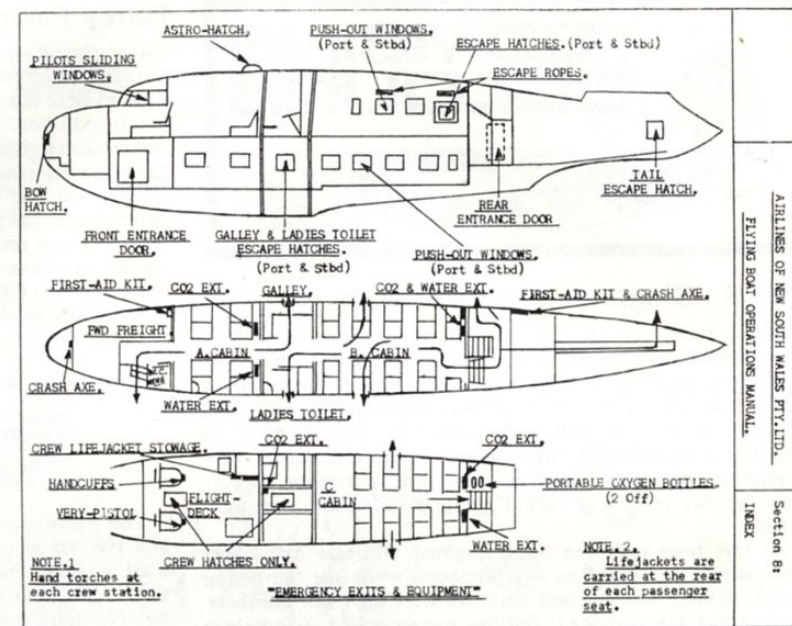 ASTRO-HATCH.
PUSH-OUT WINDOWS.
(Port & Stbd)
ESCAPE HATCHES.(Port & Stbd)
ESCAPE ROPES.
PILOTS SLIDING
WINDOWS.
BOW
HATCH.
FRONT ENTRANCE
DOOR.
GALLEY & LADIES TOILET
ESCAPE HATCHES.
(Port & Stbd)
PUSH-OUT WINDOWS.
(Port & Stbd)
REAR
ENTRANCE DOOR
TAIL
ESCAPE HATCH.
FIRST-AID KIT.
CO2 EXT.
GALLEY.
CO2 & WATER EXT.
FIRST-AID KIT & CRASH AXE.
FWD FREIGHT.
A.CABIN
B. CABIN
CRASH AXE.
WATER EXT.
LADIES TOILET.
CREW LIFEJACKET STOWAGE.
CO2 EXT.
CO2 EXT.
HANDCUFFS
FLIGHT-
DECK
C
CABIN
PORTABLE OXYGEN BOTTLES.
(2 Off)
VERY-PISTOL
WATER EXT.
CREW HATCHES ONLY.
NOTE.1
Hand torches at
each crew station.
"EMERGENCY EXITS & EQUIPMENT"
NOTE.2.
Lifejackets are
carried at the rear
of each passenger
seat.
AIRLINES OF NEW SOUTH WALES PTY.LTD.
FLYING BOAT OPERATIONS MANUAL.
Section 8:
INDEX